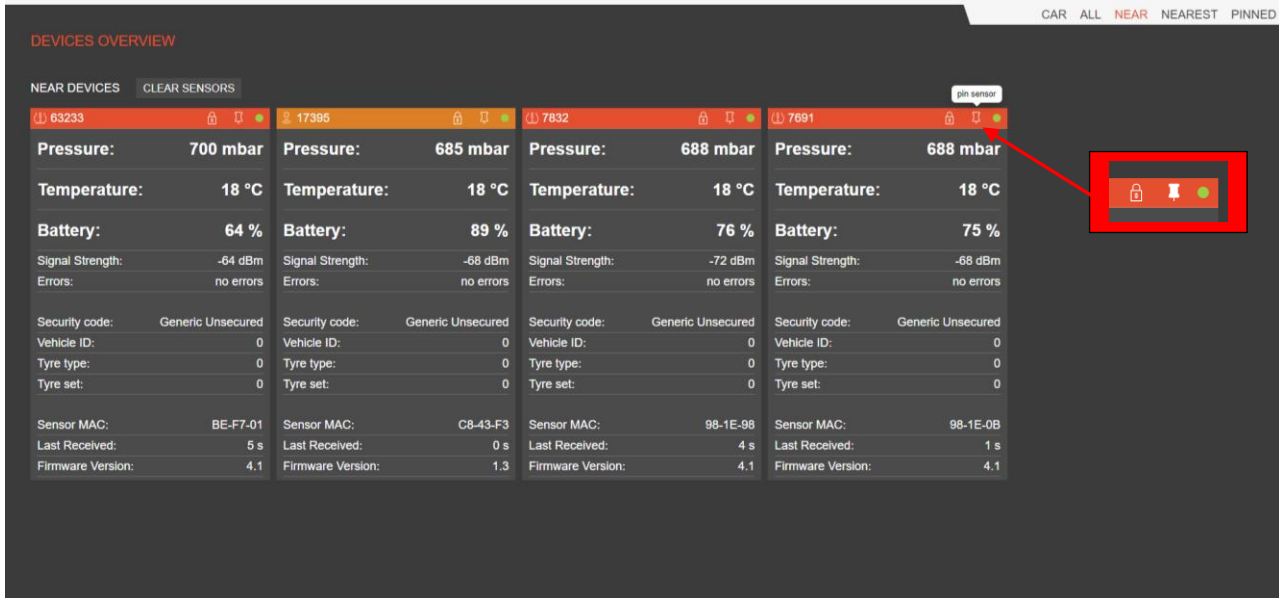 CAR ALL NEAR NEAREST PINNED
DEVICES OVERVIEW
NEAR DEVICES CLEAR SENSORS
pin sensor
63233
Pressure: 700 mbar
Temperature: 18 °C
Battery: 64 %
Signal Strength: -64 dBm
Errors: no errors
Security code: Generic Unsecured
Vehicle ID: 0
Tyre type: 0
Tyre set: 0
Sensor MAC: BE-F7-01
Last Received: 5 s
Firmware Version: 4.1
17395
Pressure: 685 mbar
Temperature: 18 °C
Battery: 89 %
Signal Strength: -68 dBm
Errors: no errors
Security code: Generic Unsecured
Vehicle ID: 0
Tyre type: 0
Tyre set: 0
Sensor MAC: C8-43-F3
Last Received: 0 s
Firmware Version: 1.3
7832
Pressure: 688 mbar
Temperature: 18 °C
Battery: 76 %
Signal Strength: -72 dBm
Errors: no errors
Security code: Generic Unsecured
Vehicle ID: 0
Tyre type: 0
Tyre set: 0
Sensor MAC: 98-1E-98
Last Received: 4 s
Firmware Version: 4.1
7691
Pressure: 688 mbar
Temperature: 18 °C
Battery: 75 %
Signal Strength: -68 dBm
Errors: no errors
Security code: Generic Unsecured
Vehicle ID: 0
Tyre type: 0
Tyre set: 0
Sensor MAC: 98-1E-0B
Last Received: 1 s
Firmware Version: 4.1